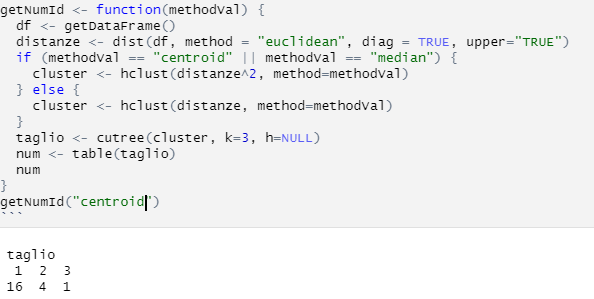 getNumId <- function(methodVal) {
  df <- getDataFrame()
  distanze <- dist(df, method = "euclidean", diag = TRUE, upper="TRUE")
  if (methodVal == "centroid" || methodVal == "median") {
    cluster <- hclust(distanze^2, method=methodVal)
  } else {
    cluster <- hclust(distanze, method=methodVal)
  }
  taglio <- cutree(cluster, k=3, h=NULL)
  num <- table(taglio)
  num
}
getNumId("centroid")
```
taglio
 1  2  3
16  4  1